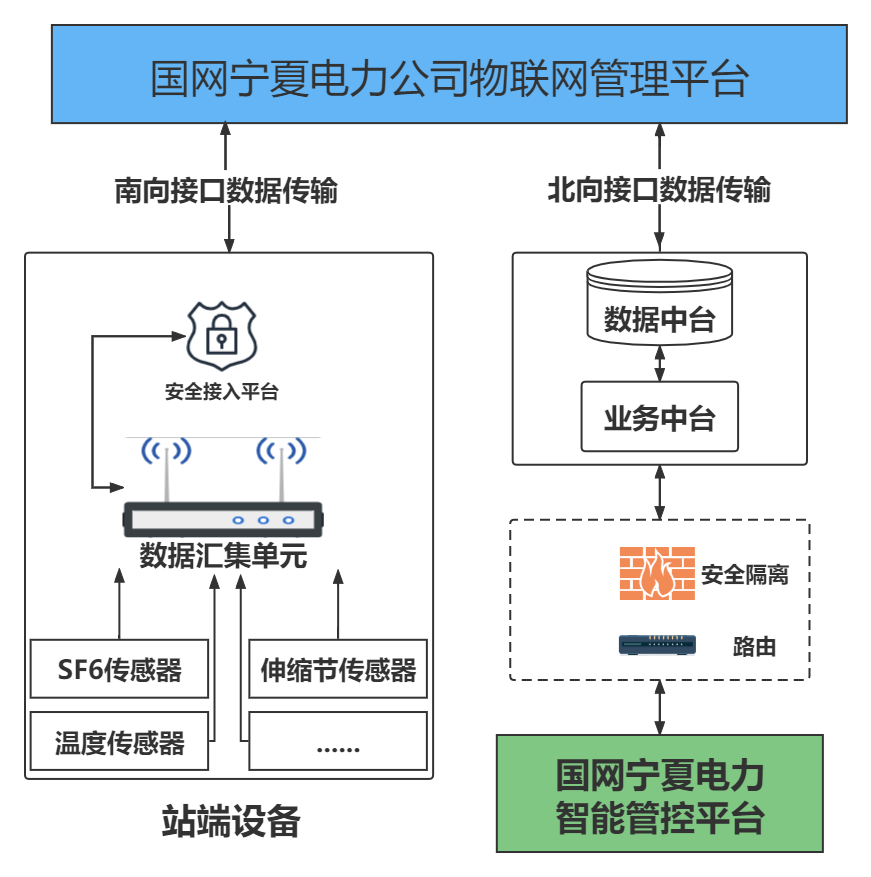 国网宁夏电力公司物联网管理平台
南向接口数据传输
北向接口数据传输
安全接入平台
数据汇集单元
SF6传感器
伸缩节传感器
温度传感器
......
站端设备
数据中台
业务中台
安全隔离
路由
国网宁夏电力
智能管控平台